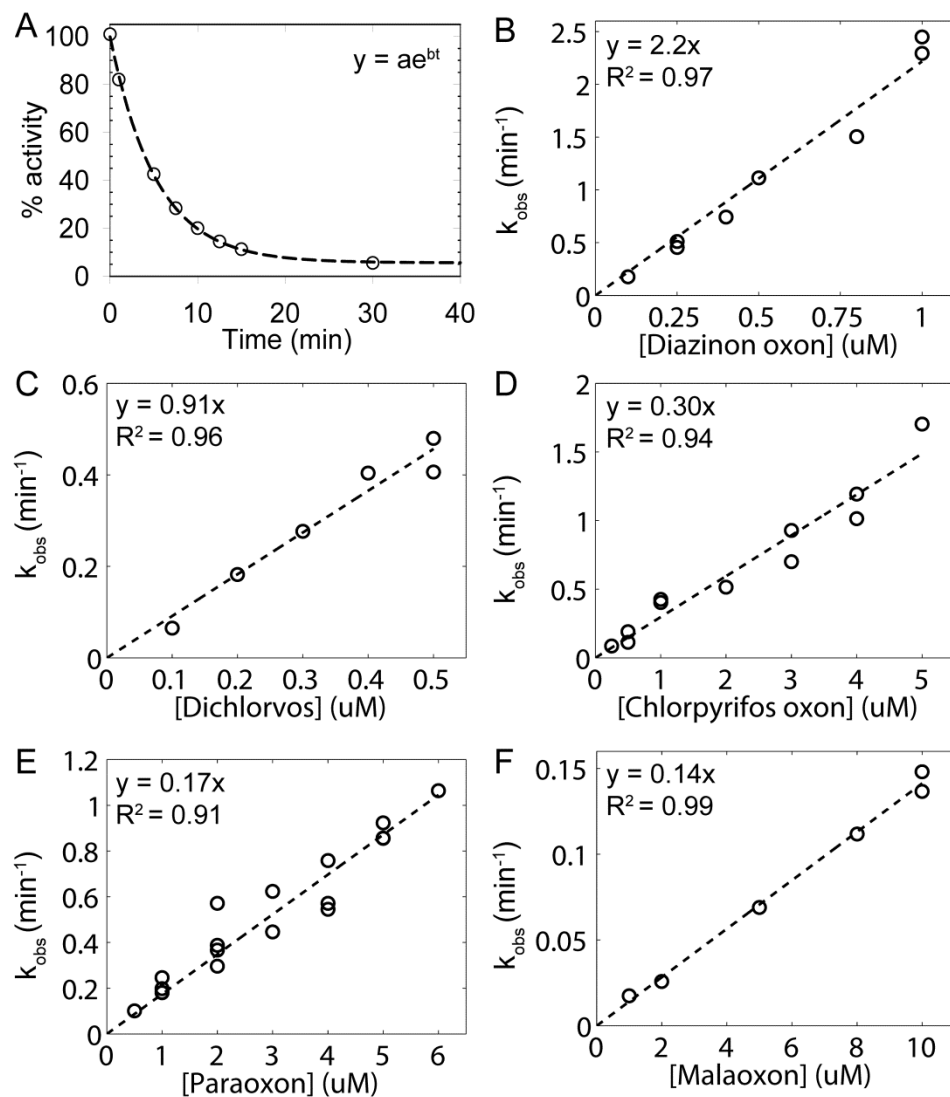 A
y = ae^bt
% activity
100
80
60
40
20
0
0 10 20 30 40
Time (min)
B
y = 2.2x
R² = 0.97
k_obs (min⁻¹)
2.5
2
1.5
1
0.5
0
0 0.25 0.5 0.75 1
[Diazinon oxon] (uM)
C
y = 0.91x
R² = 0.96
k_obs (min⁻¹)
0.6
0.4
0.2
0
0 0.1 0.2 0.3 0.4 0.5
[Dichlorvos] (uM)
D
y = 0.30x
R² = 0.94
k_obs (min⁻¹)
2
1.5
1
0.5
0
0 1 2 3 4 5
[Chlorpyrifos oxon] (uM)
E
y = 0.17x
R² = 0.91
k_obs (min⁻¹)
1.2
1
0.8
0.6
0.4
0.2
0
0 1 2 3 4 5 6
[Paraoxon] (uM)
F
y = 0.14x
R² = 0.99
k_obs (min⁻¹)
0.15
0.1
0.05
0
0 2 4 6 8 10
[Malaoxon] (uM)